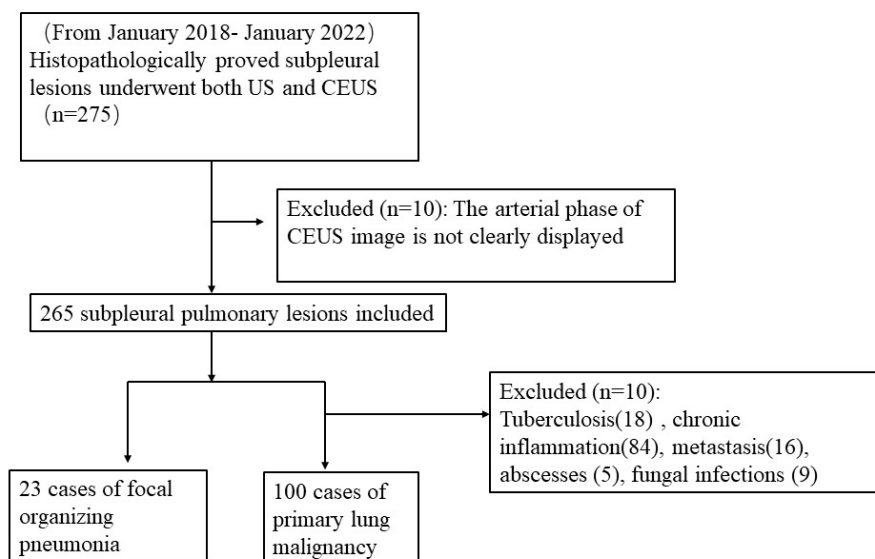 （From January 2018- January 2022）
Histopathologically proved subpleural
lesions underwent both US and CEUS
（n=275）
Excluded (n=10): The arterial phase of
CEUS image is not clearly displayed
265 subpleural pulmonary lesions included
Excluded (n=10):
Tuberculosis(18) , chronic
inflammation(84), metastasis(16),
abscesses (5), fungal infections (9)
23 cases of focal
organizing
pneumonia
100 cases of
primary lung
malignancy